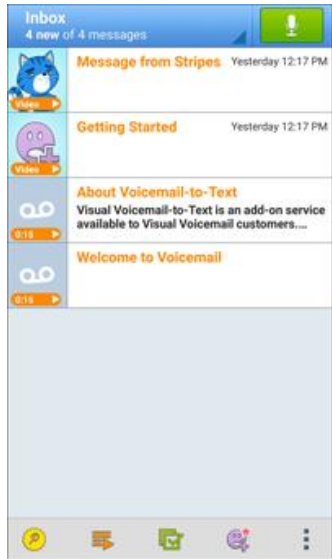 Inbox
4 new of 4 messages
Message from Stripes Yesterday 12:17 PM
Video
Getting Started Yesterday 12:17 PM
Video
About Voicemail-to-Text
Visual Voicemail-to-Text is an add-on service
available to Visual Voicemail customers....
0:16
Welcome to Voicemail
0:16